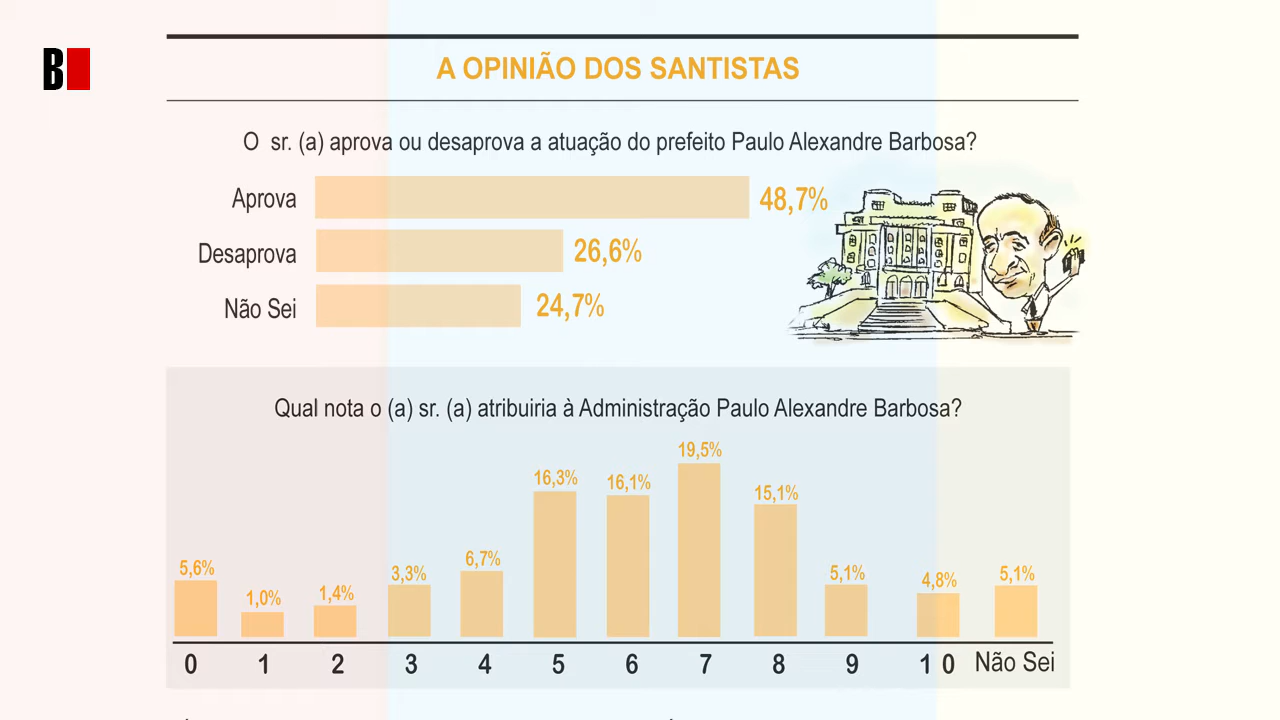 B
A OPINIÃO DOS SANTISTAS
O sr. (a) aprova ou desaprova a atuação do prefeito Paulo Alexandre Barbosa?
Aprova 48,7%
Desaprova 26,6%
Não Sei 24,7%
Qual nota o (a) sr. (a) atribuiria à Administração Paulo Alexandre Barbosa?
5,6% 1,0% 1,4% 3,3% 6,7% 16,3% 16,1% 19,5% 15,1% 5,1% 4,8% 5,1%
0 1 2 3 4 5 6 7 8 9 1 0 Não Sei